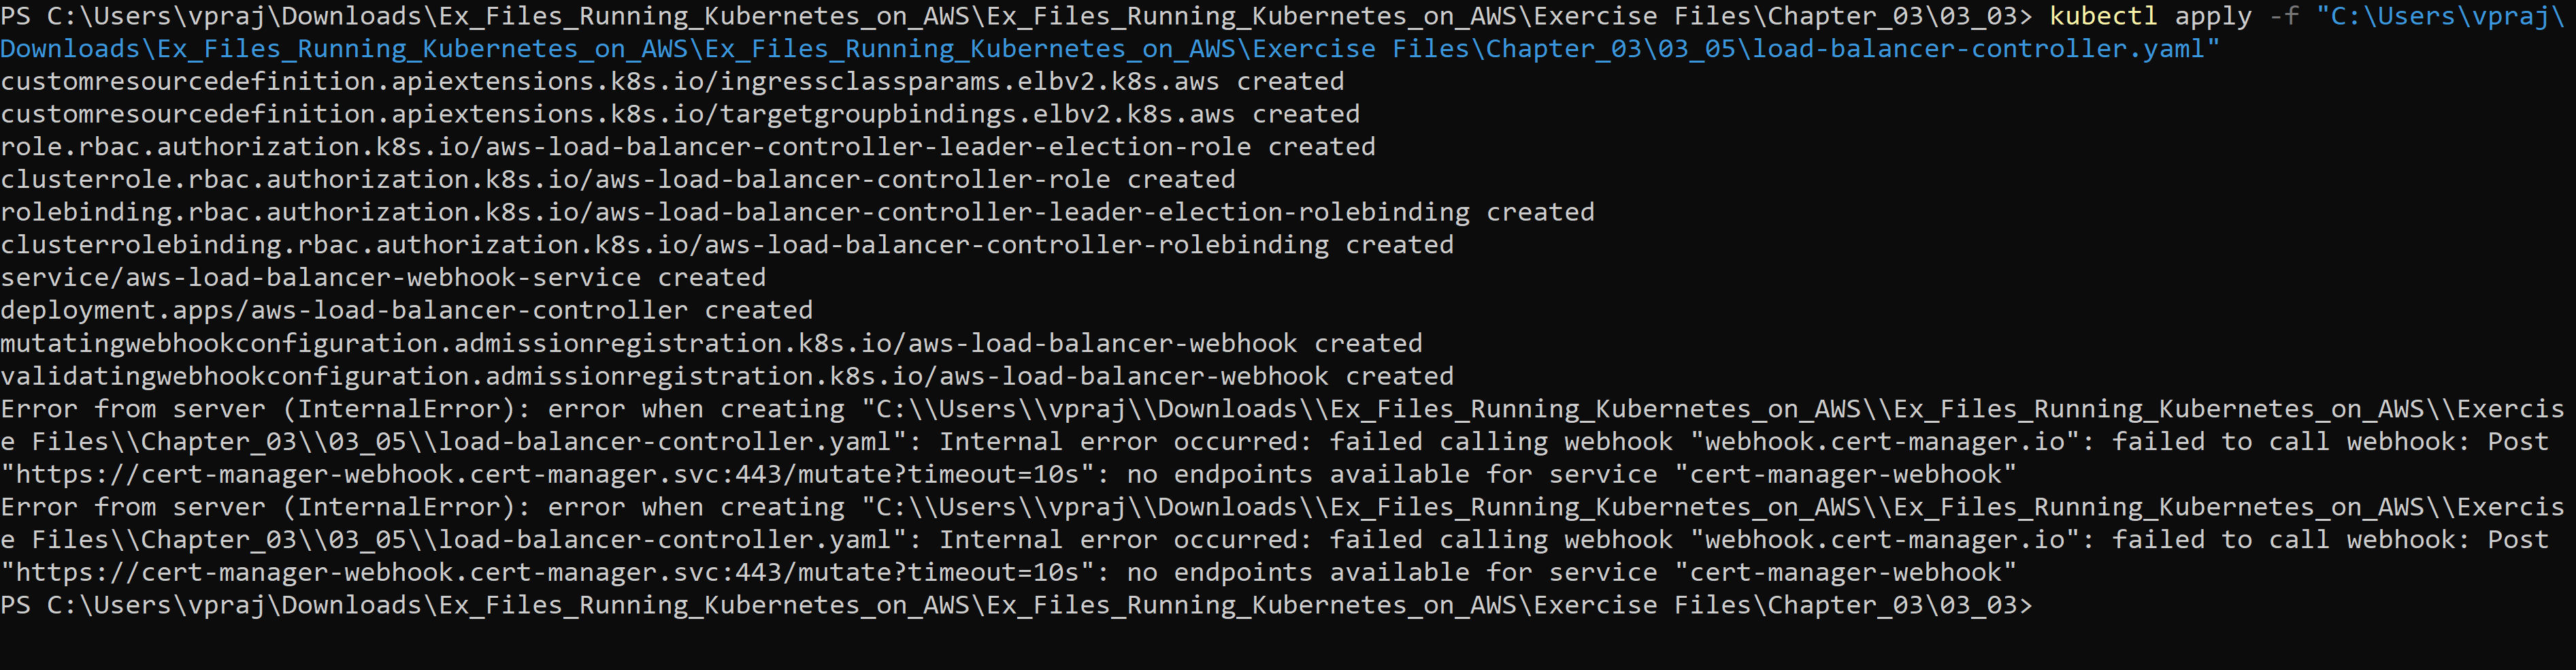 PS C:\Users\vpraj\Downloads\Ex_Files_Running_Kubernetes_on_AWS\Ex_Files_Running_Kubernetes_on_AWS\Exercise Files\Chapter_03\03_03> kubectl apply -f "C:\Users\vpraj\
Downloads\Ex_Files_Running_Kubernetes_on_AWS\Ex_Files_Running_Kubernetes_on_AWS\Exercise Files\Chapter_03\03_05\load-balancer-controller.yaml"
customresourcedefinition.apiextensions.k8s.io/ingressclassparams.elbv2.k8s.aws created
customresourcedefinition.apiextensions.k8s.io/targetgroupbindings.elbv2.k8s.aws created
role.rbac.authorization.k8s.io/aws-load-balancer-controller-leader-election-role created
clusterrole.rbac.authorization.k8s.io/aws-load-balancer-controller-role created
rolebinding.rbac.authorization.k8s.io/aws-load-balancer-controller-leader-election-rolebinding created
clusterrolebinding.rbac.authorization.k8s.io/aws-load-balancer-controller-rolebinding created
service/aws-load-balancer-webhook-service created
deployment.apps/aws-load-balancer-controller created
mutatingwebhookconfiguration.admissionregistration.k8s.io/aws-load-balancer-webhook created
validatingwebhookconfiguration.admissionregistration.k8s.io/aws-load-balancer-webhook created
Error from server (InternalError): error when creating "C:\\Users\\vpraj\\Downloads\\Ex_Files_Running_Kubernetes_on_AWS\\Ex_Files_Running_Kubernetes_on_AWS\\Exercis
e Files\\Chapter_03\\03_05\\load-balancer-controller.yaml": Internal error occurred: failed calling webhook "webhook.cert-manager.io": failed to call webhook: Post
"https://cert-manager-webhook.cert-manager.svc:443/mutate?timeout=10s": no endpoints available for service "cert-manager-webhook"
Error from server (InternalError): error when creating "C:\\Users\\vpraj\\Downloads\\Ex_Files_Running_Kubernetes_on_AWS\\Ex_Files_Running_Kubernetes_on_AWS\\Exercis
e Files\\Chapter_03\\03_05\\load-balancer-controller.yaml": Internal error occurred: failed calling webhook "webhook.cert-manager.io": failed to call webhook: Post
"https://cert-manager-webhook.cert-manager.svc:443/mutate?timeout=10s": no endpoints available for service "cert-manager-webhook"
PS C:\Users\vpraj\Downloads\Ex_Files_Running_Kubernetes_on_AWS\Ex_Files_Running_Kubernetes_on_AWS\Exercise Files\Chapter_03\03_03>